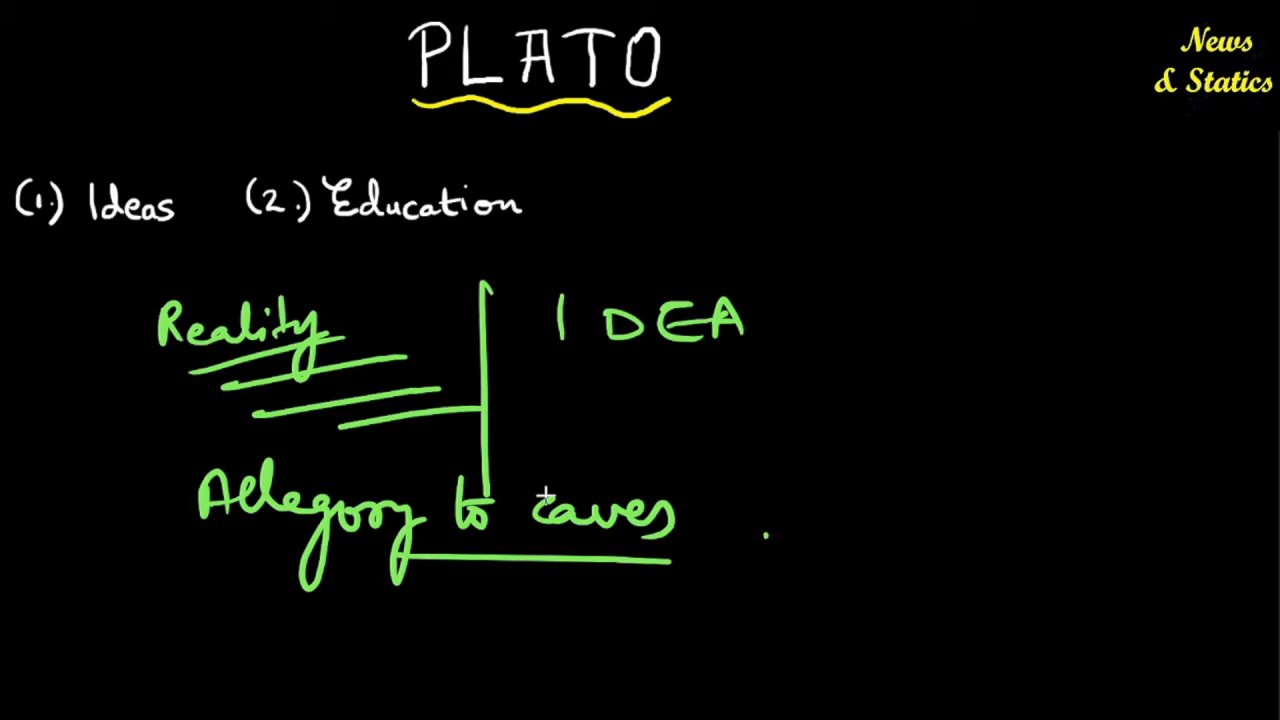 PLATO
News
& Statics
(1.) Ideas (2.) Education
Reality IDEA
Allegory to caves